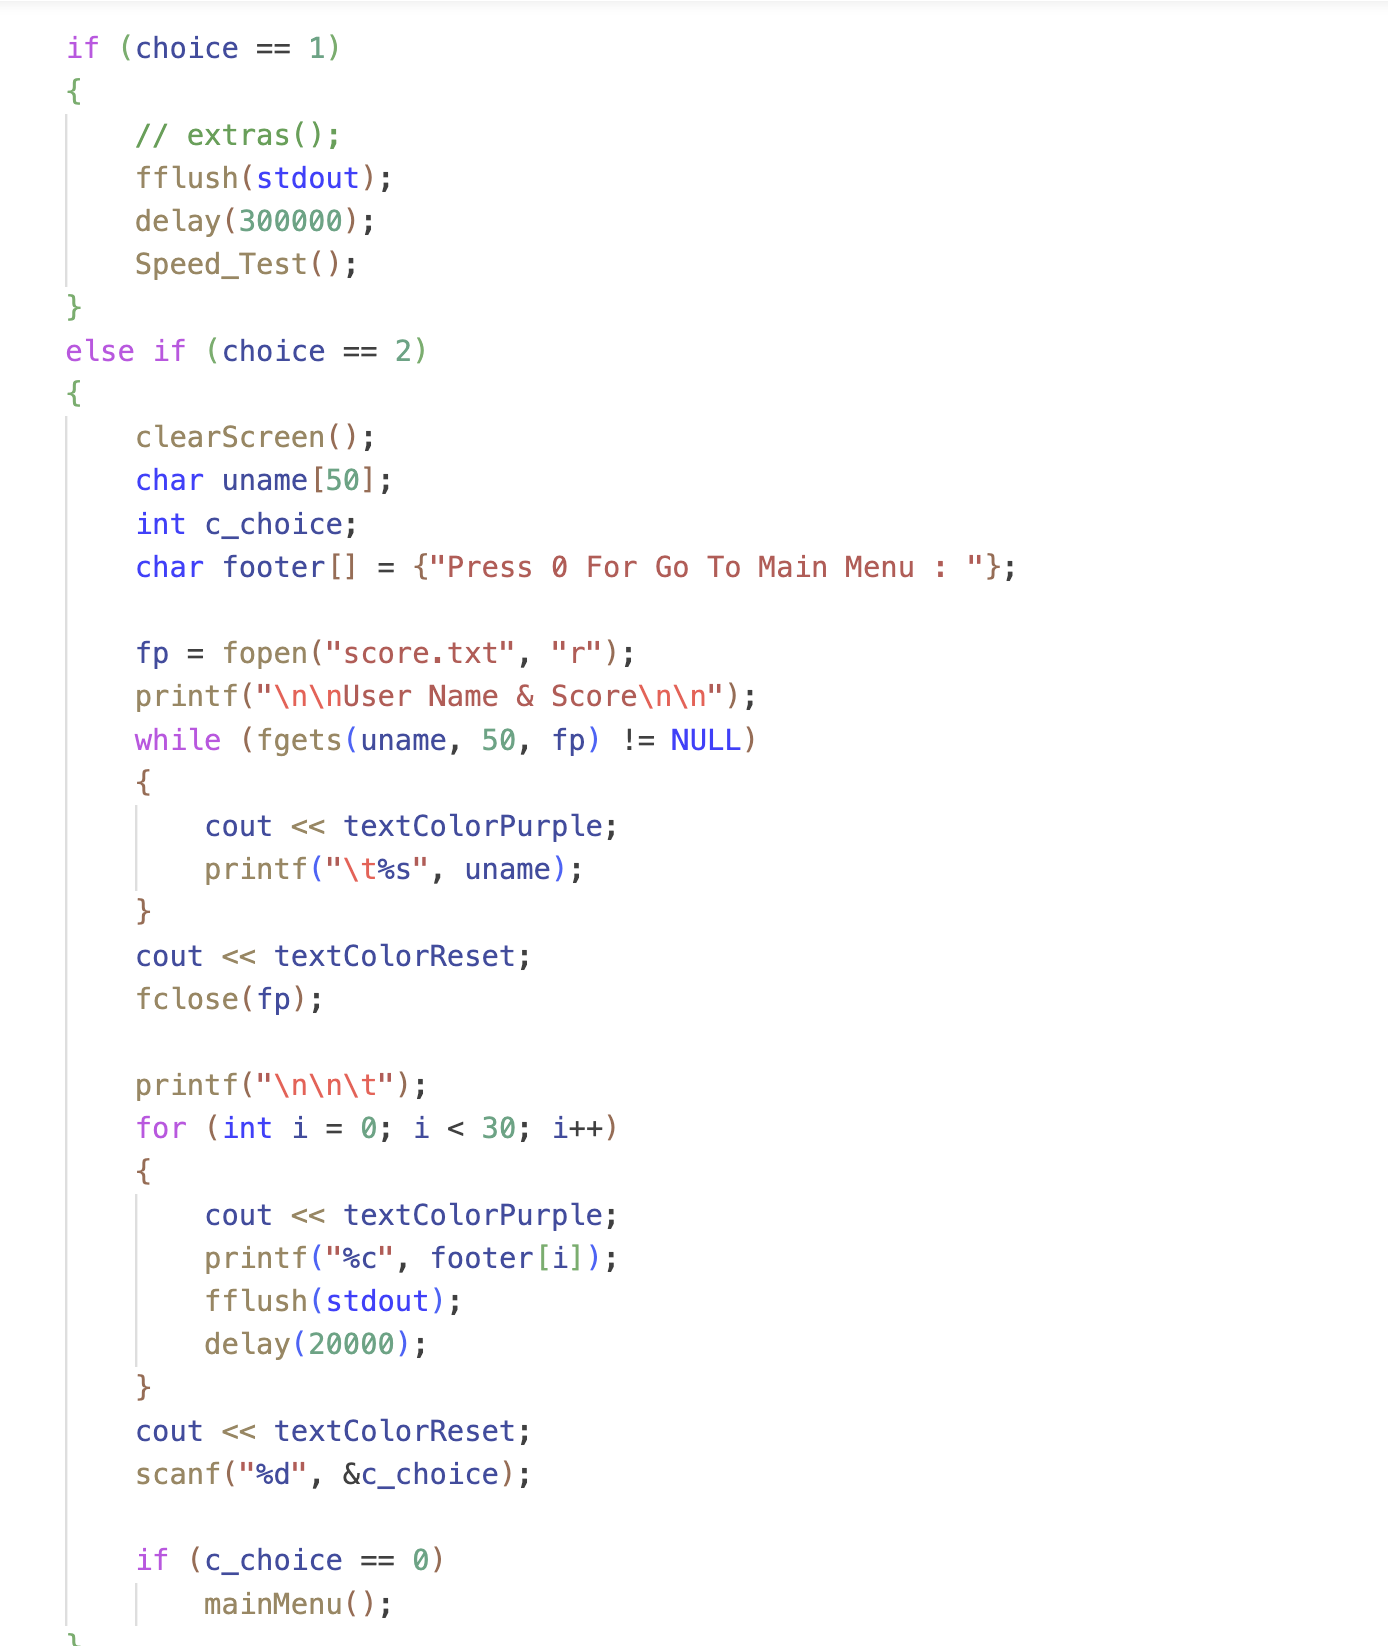 if (choice == 1)
{
// extras();
fflush(stdout);
delay(300000);
Speed_Test();
}
else if (choice == 2)
{
clearScreen();
char uname[50];
int c_choice;
char footer[] = {"Press 0 For Go To Main Menu : "};
fp = fopen("score.txt", "r");
printf("\n\nUser Name & Score\n\n");
while (fgets(uname, 50, fp) != NULL)
{
cout << textColorPurple;
printf("\t%s", uname);
}
cout << textColorReset;
fclose(fp);
printf("\n\n\t");
for (int i = 0; i < 30; i++)
{
cout << textColorPurple;
printf("%c", footer[i]);
fflush(stdout);
delay(20000);
}
cout << textColorReset;
scanf("%d", &c_choice);
if (c_choice == 0)
mainMenu();
}